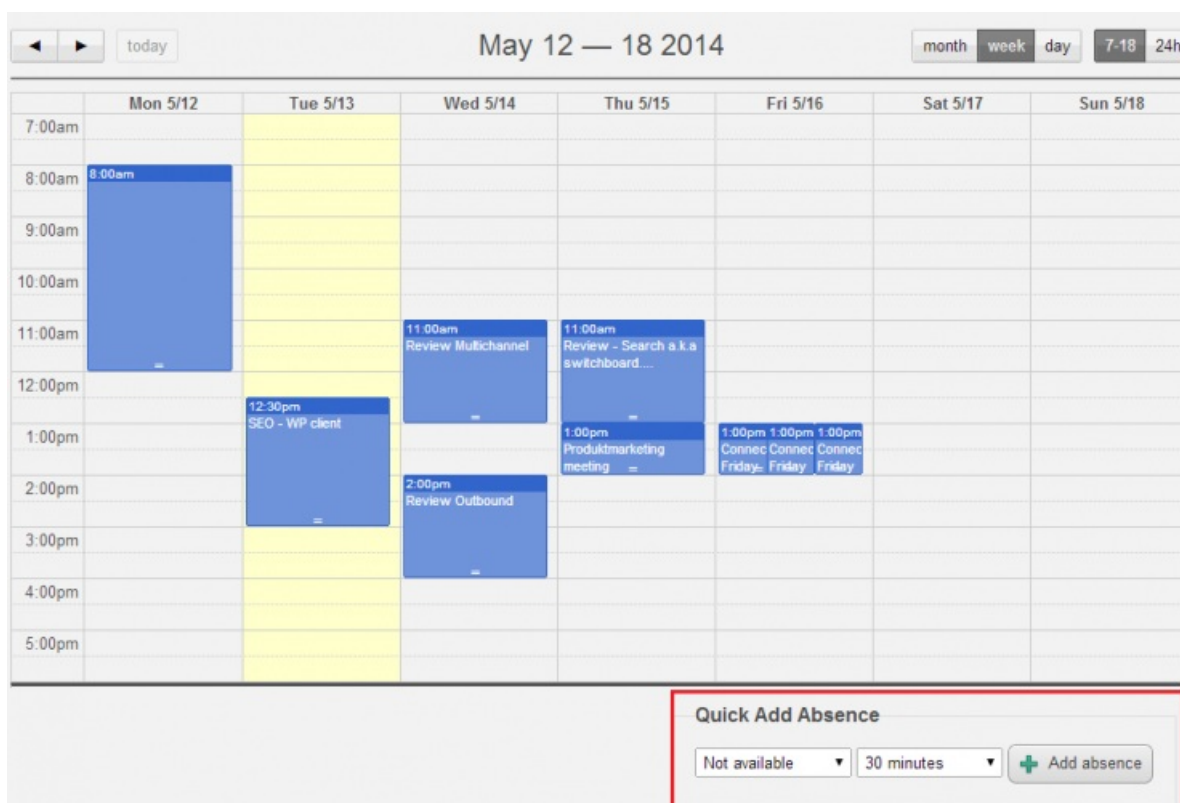 ◄ ► today May 12 — 18 2014 month week day 7-18 24h
Mon 5/12 Tue 5/13 Wed 5/14 Thu 5/15 Fri 5/16 Sat 5/17 Sun 5/18
7:00am
8:00am
8:00am
9:00am
10:00am
11:00am
11:00am
Review Multichannel
11:00am
Review - Search a.k.a
switchboard....
12:00pm
12:30pm
SEO - WP client
1:00pm
1:00pm
Produktmarketing
meeting
1:00pm 1:00pm 1:00pm
Connec Connec Connec
Friday Friday Friday
2:00pm
2:00pm
Review Outbound
3:00pm
4:00pm
5:00pm
Quick Add Absence
Not available 30 minutes Add absence